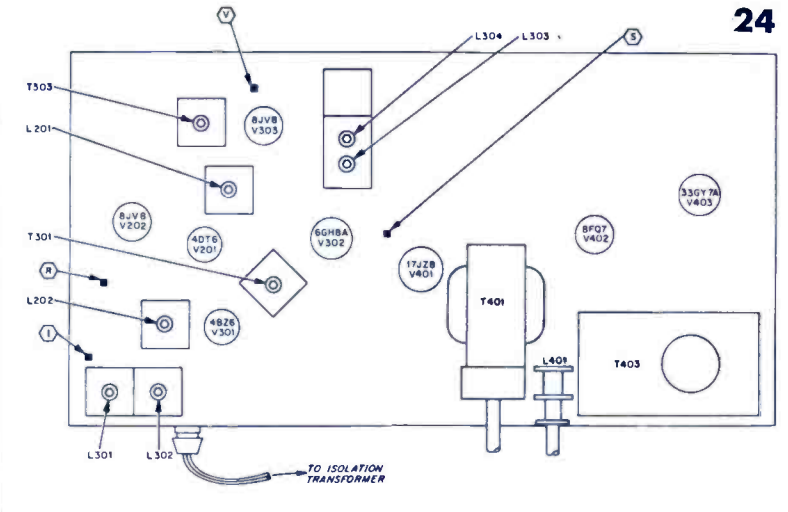 24
V
L304
L303
S
T303
8JV8
V303
L201
33GY7A
V403
8JV8
V202
6GH8A
V302
8FQ7
V402
T301
4DT6
V201
17JZ8
V401
R
L202
T401
4BZ6
V301
I
L401
T403
L301
L302
TO ISOLATION
TRANSFORMER